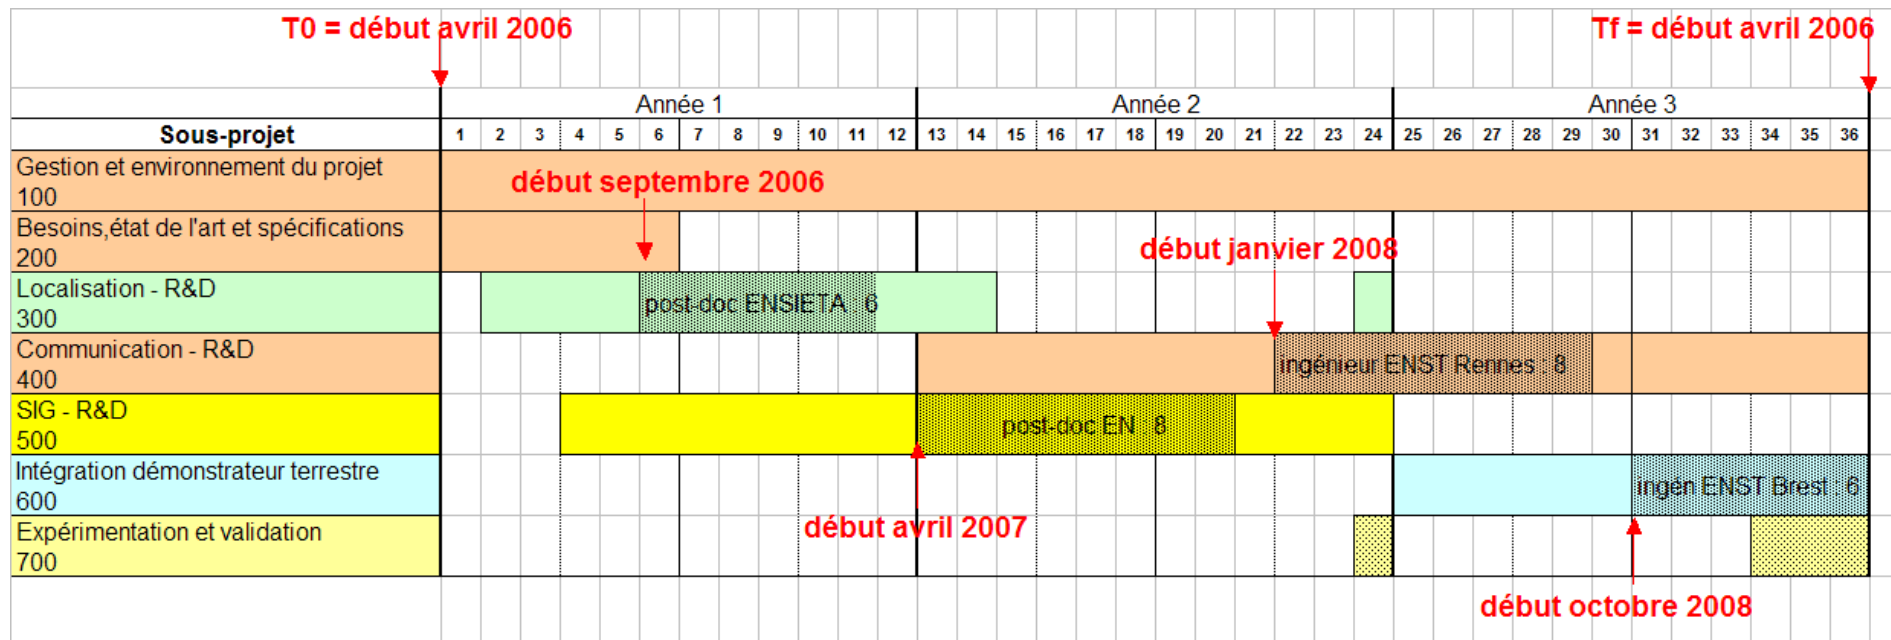 T0 = début avril 2006
Tf = début avril 2006
Année 1 Année 2 Année 3
Sous-projet 1 2 3 4 5 6 7 8 9 10 11 12 13 14 15 16 17 18 19 20 21 22 23 24 25 26 27 28 29 30 31 32 33 34 35 36
Gestion et environnement du projet
100
début septembre 2006
Besoins,état de l'art et spécifications
200
début janvier 2008
Localisation - R&D
300
post-doc ENSIETA : 6
Communication - R&D
400
ingénieur ENST Rennes : 8
SIG - R&D
500
post-doc EN : 8
Intégration démonstrateur terrestre
600
ingén ENST Brest : 6
début avril 2007
Expérimentation et validation
700
début octobre 2008